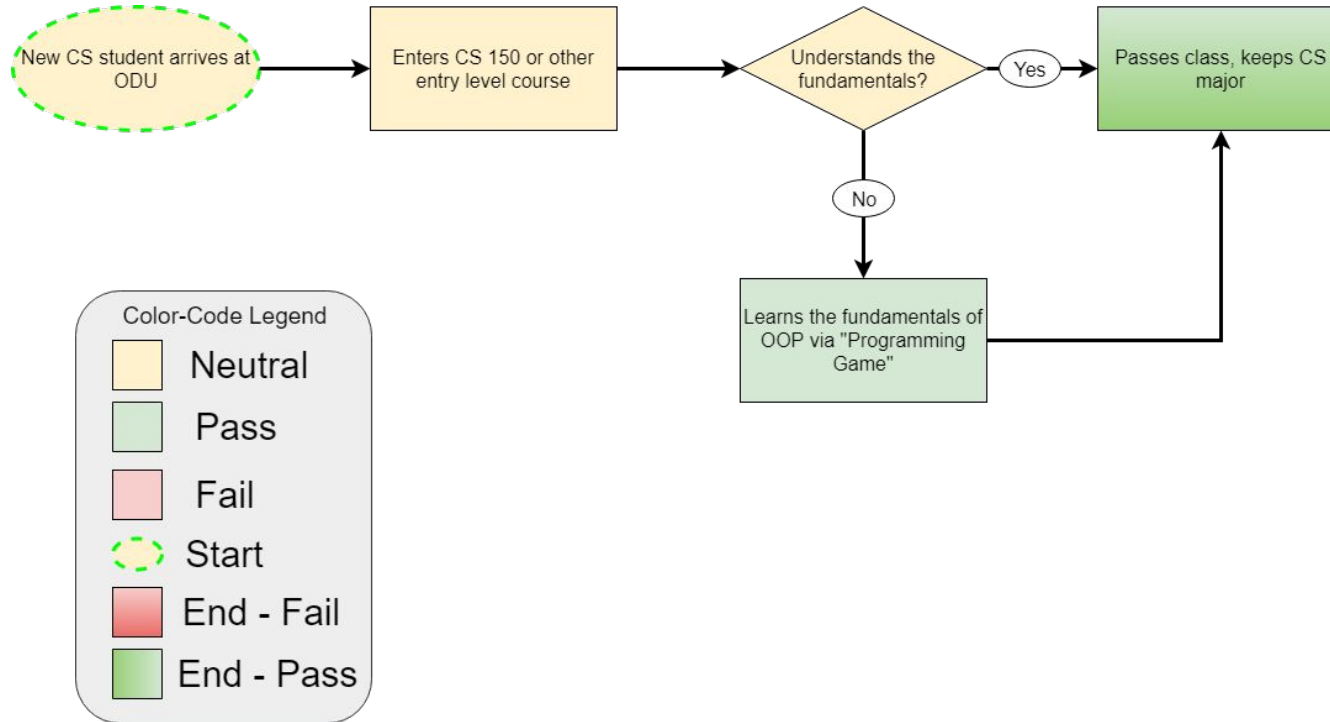 New CS student arrives at
ODU
Enters CS 150 or other
entry level course
Understands the
fundamentals?
Yes
Passes class, keeps CS
major
No
Learns the fundamentals of
OOP via "Programming
Game"
Color-Code Legend
Neutral
Pass
Fail
Start
End - Fail
End - Pass